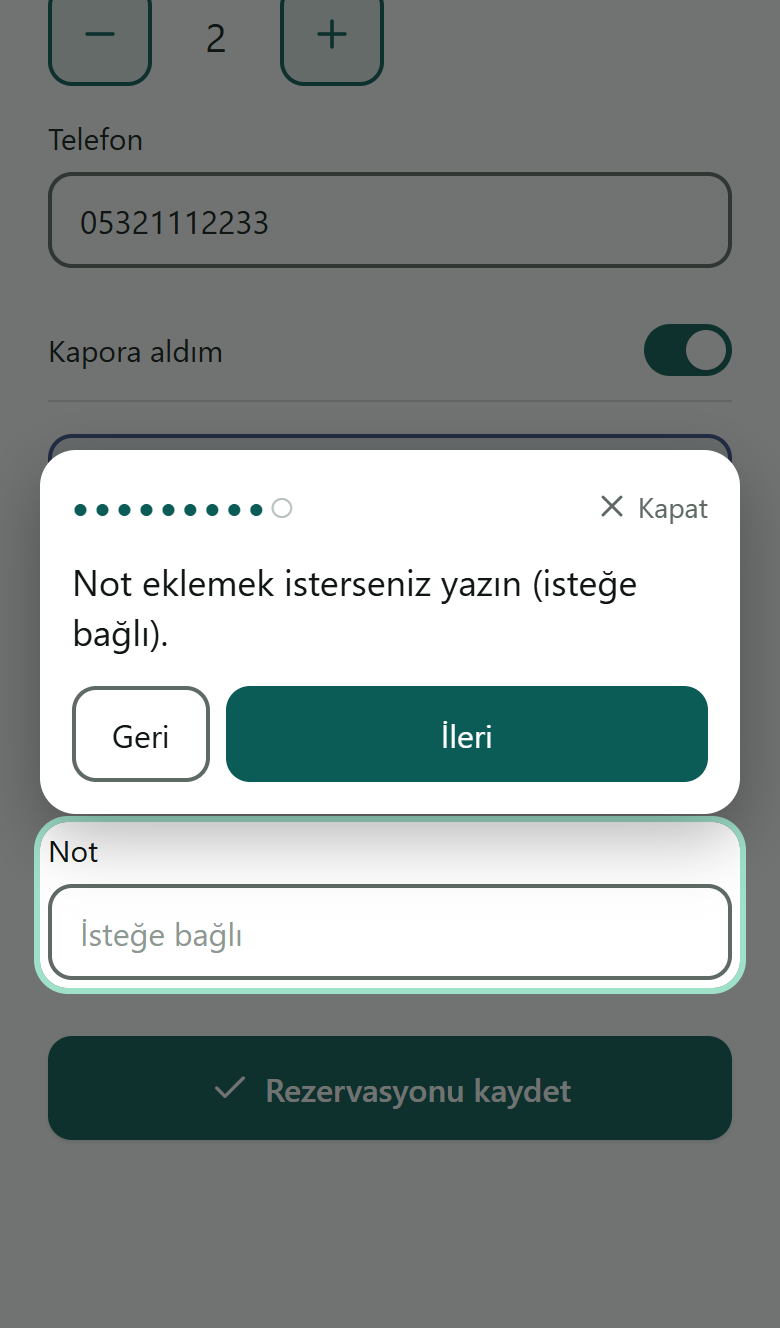 2
Telefon
05321112233
Kapora aldım
Kapat
Not eklemek isterseniz yazın (isteğe
bağlı).
Geri
İleri
Not
İsteğe bağlı
Rezervasyonu kaydet